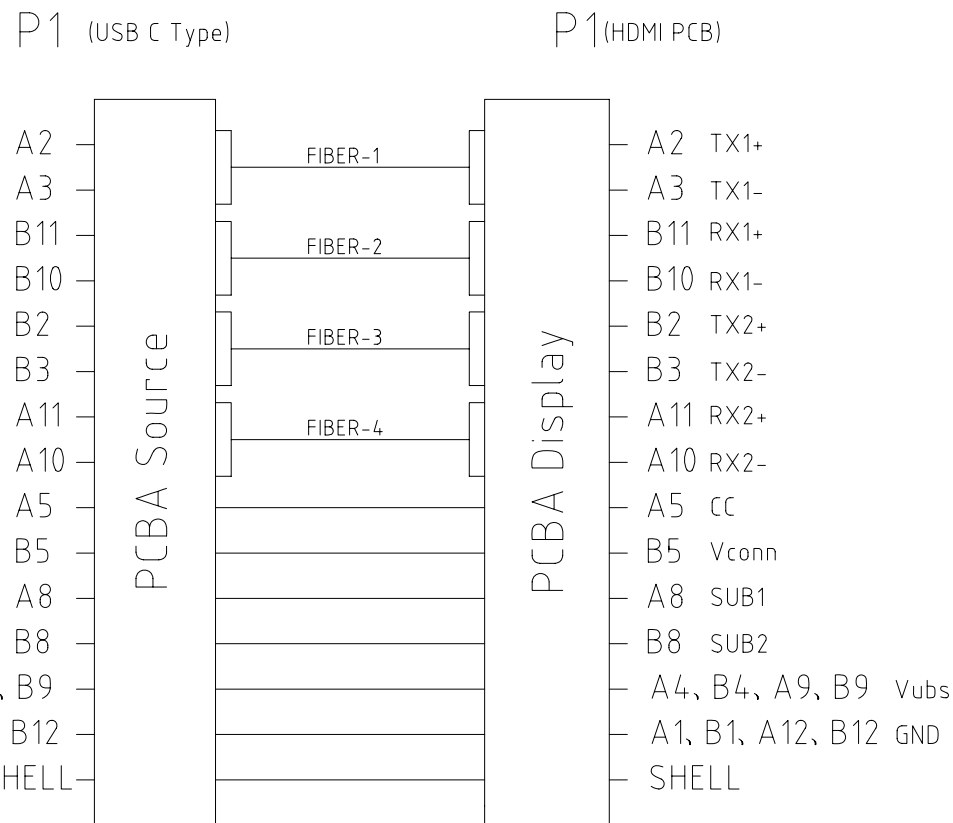 P1 (USB C Type)
P1 (HDMI PCB)
A2 FIBER-1 A2 TX1+
A3 A3 TX1-
B11 FIBER-2 B11 RX1+
B10 B10 RX1-
B2 FIBER-3 B2 TX2+
B3 B3 TX2-
A11 FIBER-4 A11 RX2+
A10 A10 RX2-
A5 A5 CC
B5 B5 Vconn
A8 A8 SUB1
B8 B8 SUB2
、B9 A4、B4、A9、B9 Vubs
B12 A1、B1、A12、B12 GND
HELL SHELL
PCBA Source
PCBA Display